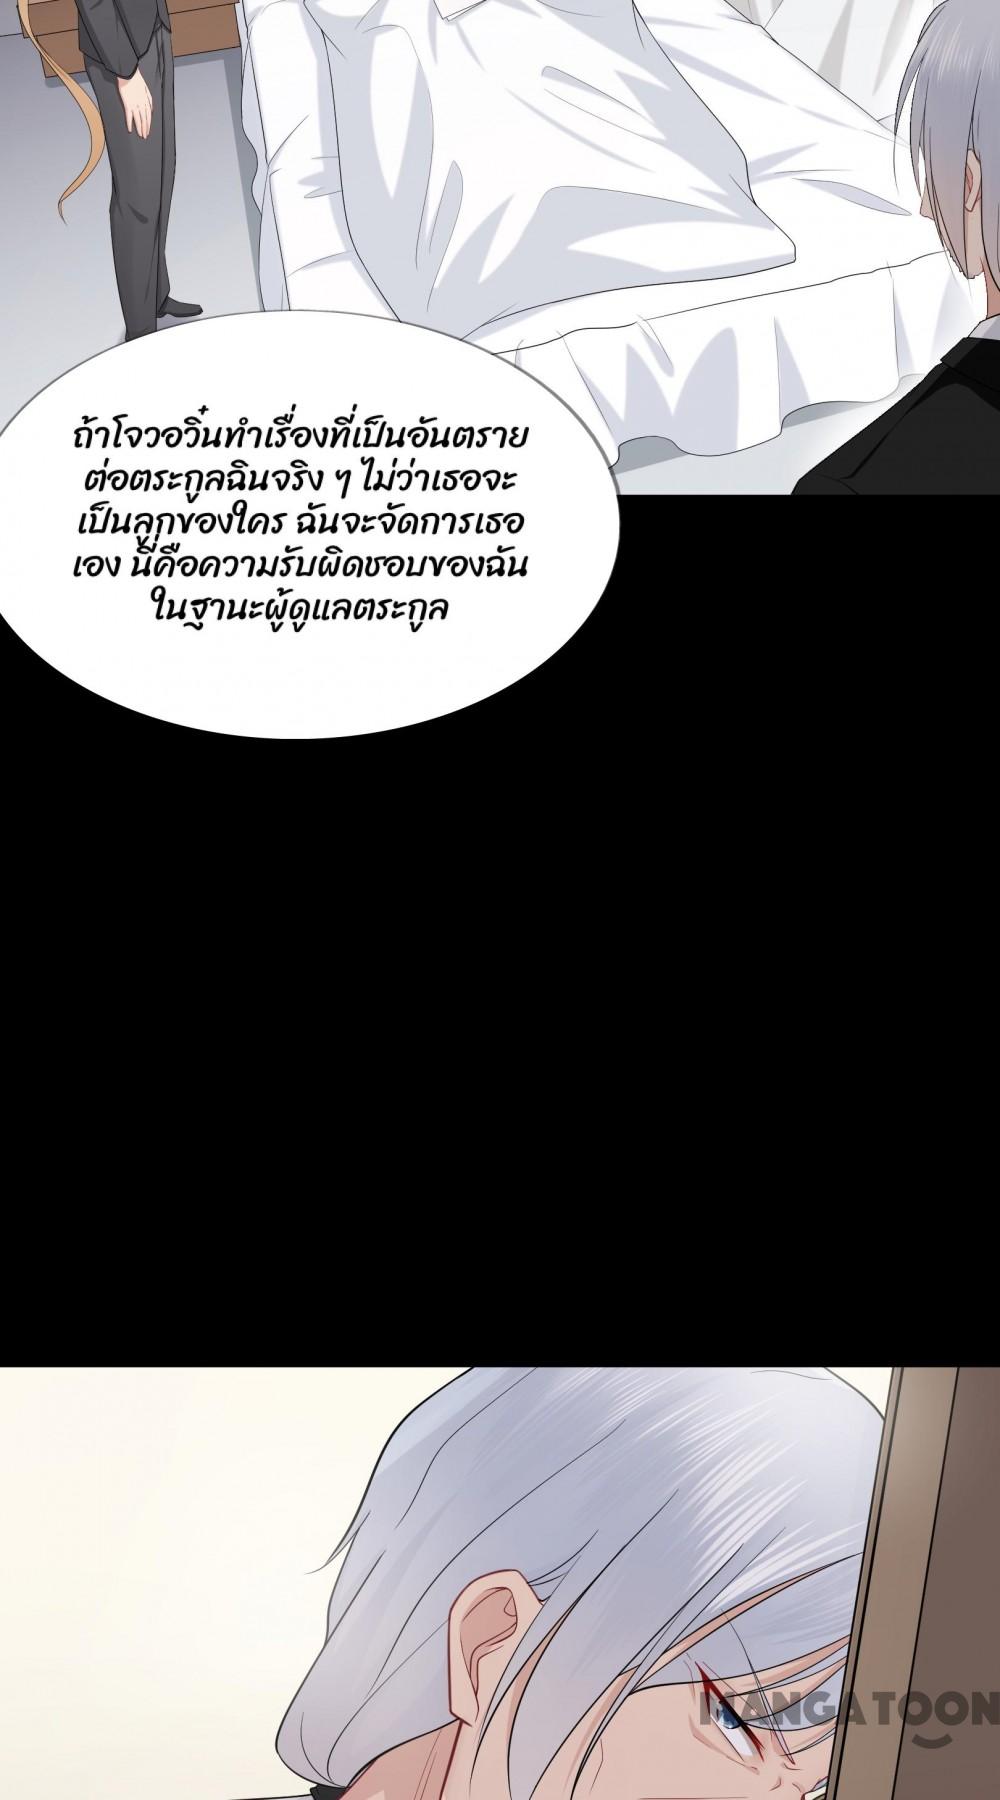 ถ้าโจวอวิ๋นทำเรื่องที่เป็นอันตราย
ต่อตระกูลฉินจริง ๆ ไม่ว่าเธอจะ
เป็นลูกของใคร ฉันจะจัดการเธอ
เอง นี่คือความรับผิดชอบของฉัน
ในฐานะผู้ดูแลตระกูล
MANGATOON